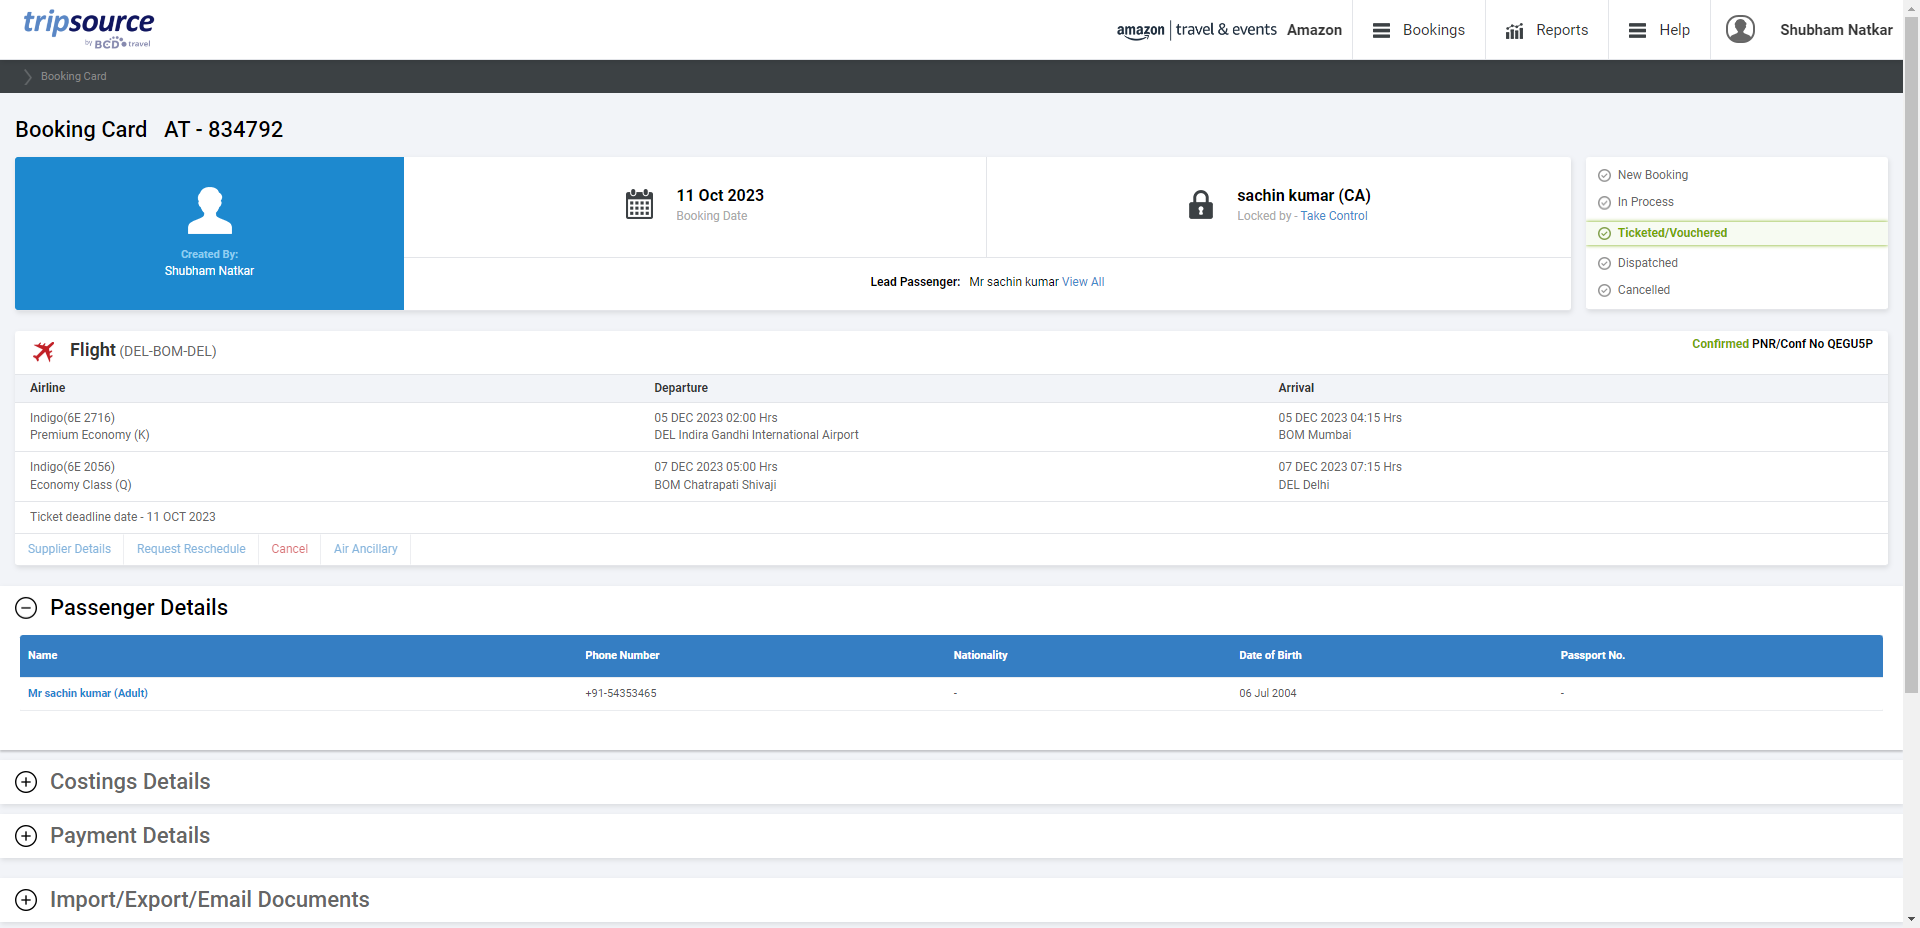 tripsource
by BCD travel
amazon | travel & events Amazon
Bookings
Reports
Help
Shubham Natkar
Booking Card
Booking Card AT - 834792
Created By:
Shubham Natkar
11 Oct 2023
Booking Date
sachin kumar (CA)
Locked by - Take Control
Lead Passenger: Mr sachin kumar View All
New Booking
In Process
Ticketed/Vouchered
Dispatched
Cancelled
Flight (DEL-BOM-DEL)
Confirmed PNR/Conf No QEGU5P
Airline Departure Arrival
Indigo(6E 2716) 05 DEC 2023 02:00 Hrs 05 DEC 2023 04:15 Hrs
Premium Economy (K) DEL Indira Gandhi International Airport BOM Mumbai
Indigo(6E 2056) 07 DEC 2023 05:00 Hrs 07 DEC 2023 07:15 Hrs
Economy Class (Q) BOM Chatrapati Shivaji DEL Delhi
Ticket deadline date - 11 OCT 2023
Supplier Details Request Reschedule Cancel Air Ancillary
Passenger Details
Name Phone Number Nationality Date of Birth Passport No.
Mr sachin kumar (Adult) +91-54353465 - 06 Jul 2004 -
Costings Details
Payment Details
Import/Export/Email Documents